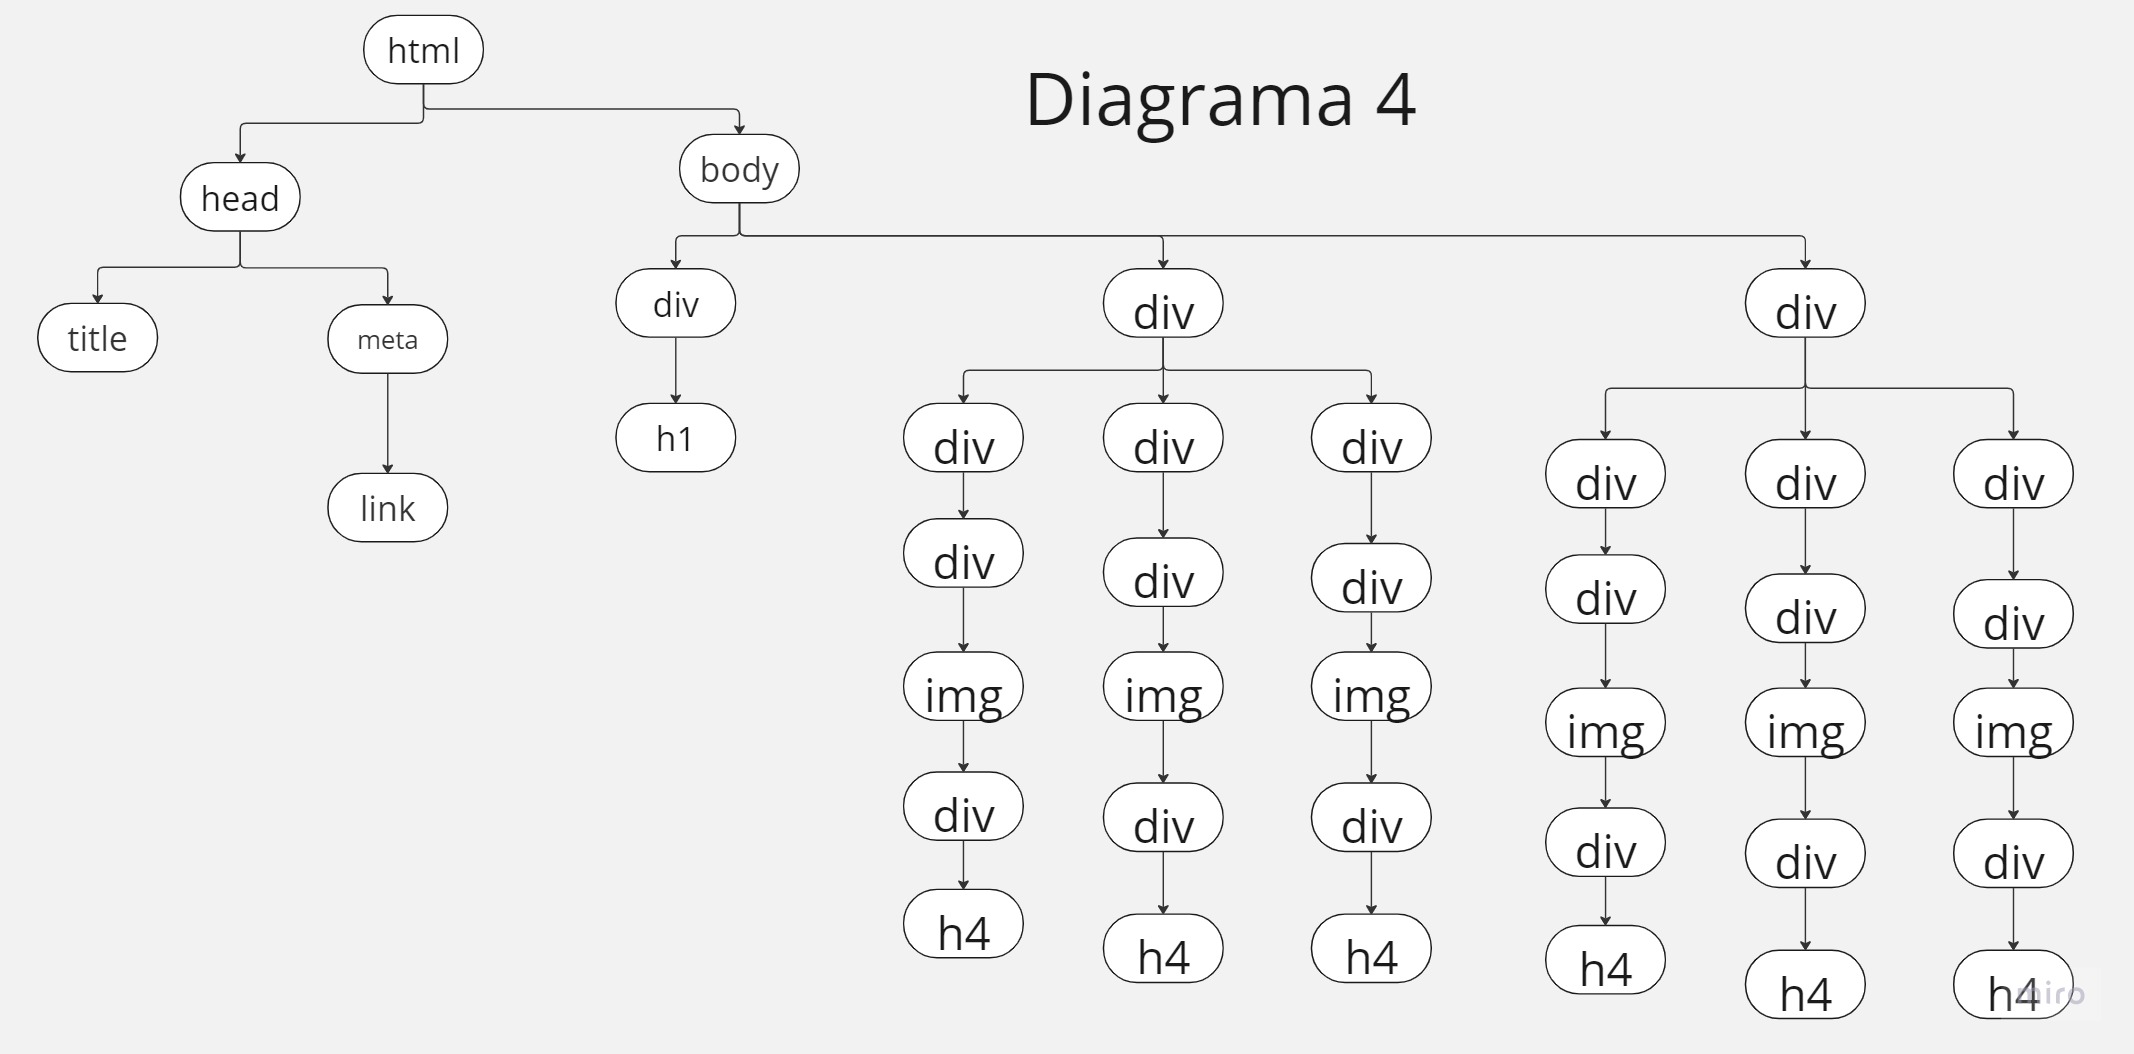 html
Diagrama 4
body
head
title
meta
link
div
div
div
h1
div
div
div
div
div
div
div
div
div
div
div
div
img
img
img
img
img
img
div
div
div
div
div
div
h4
h4
h4
h4
h4
h4
miro